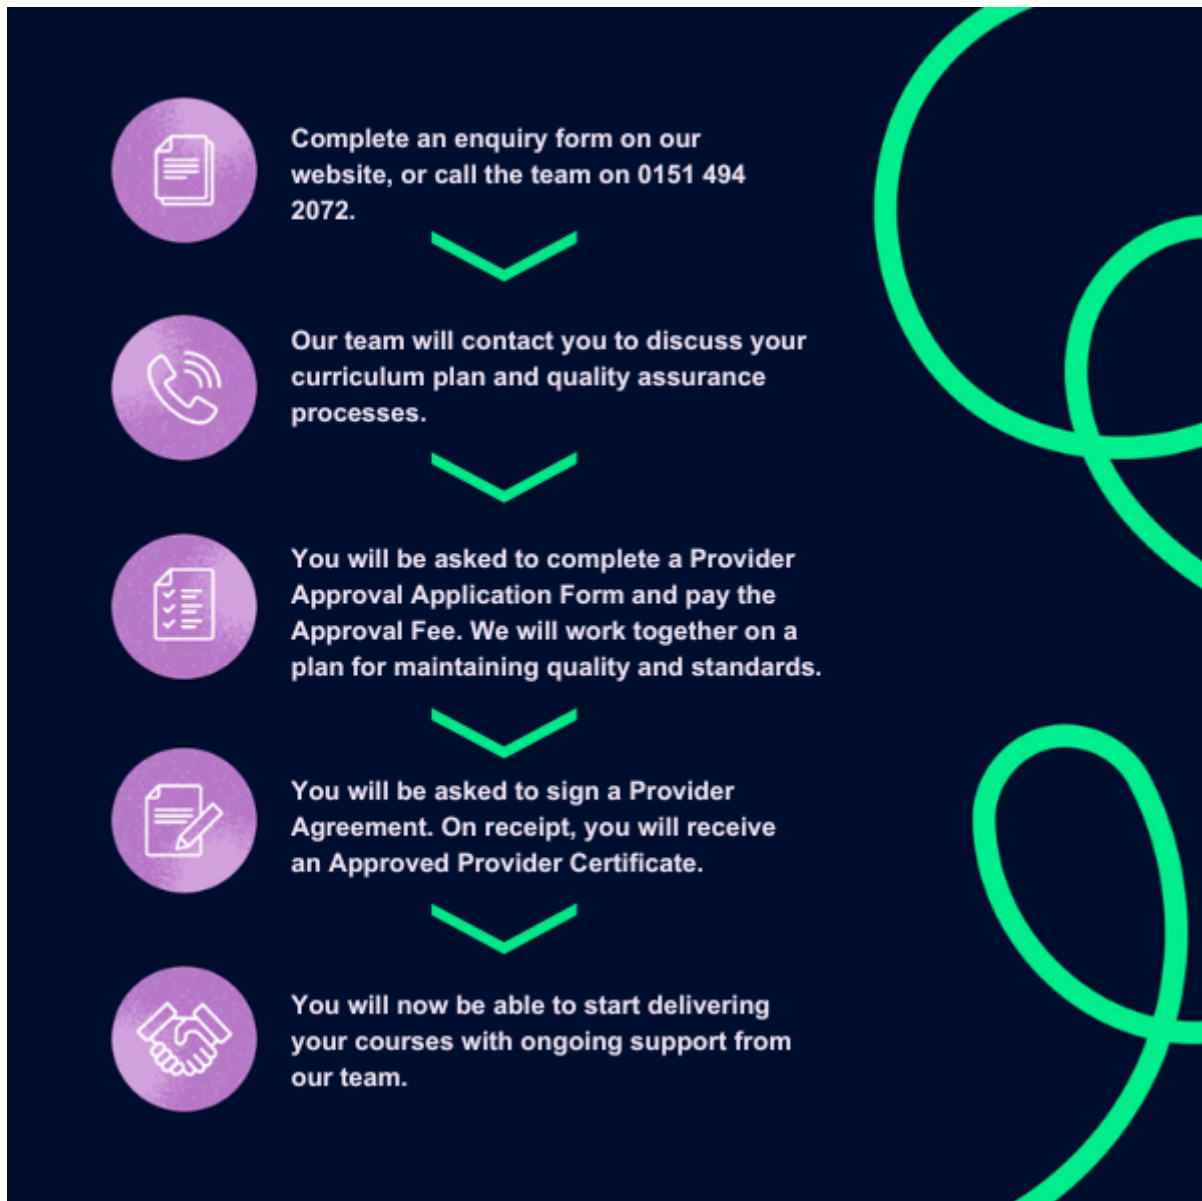 Complete an enquiry form on our
website, or call the team on 0151 494
2072.
Our team will contact you to discuss your
curriculum plan and quality assurance
processes.
You will be asked to complete a Provider
Approval Application Form and pay the
Approval Fee. We will work together on a
plan for maintaining quality and standards.
You will be asked to sign a Provider
Agreement. On receipt, you will receive
an Approved Provider Certificate.
You will now be able to start delivering
your courses with ongoing support from
our team.